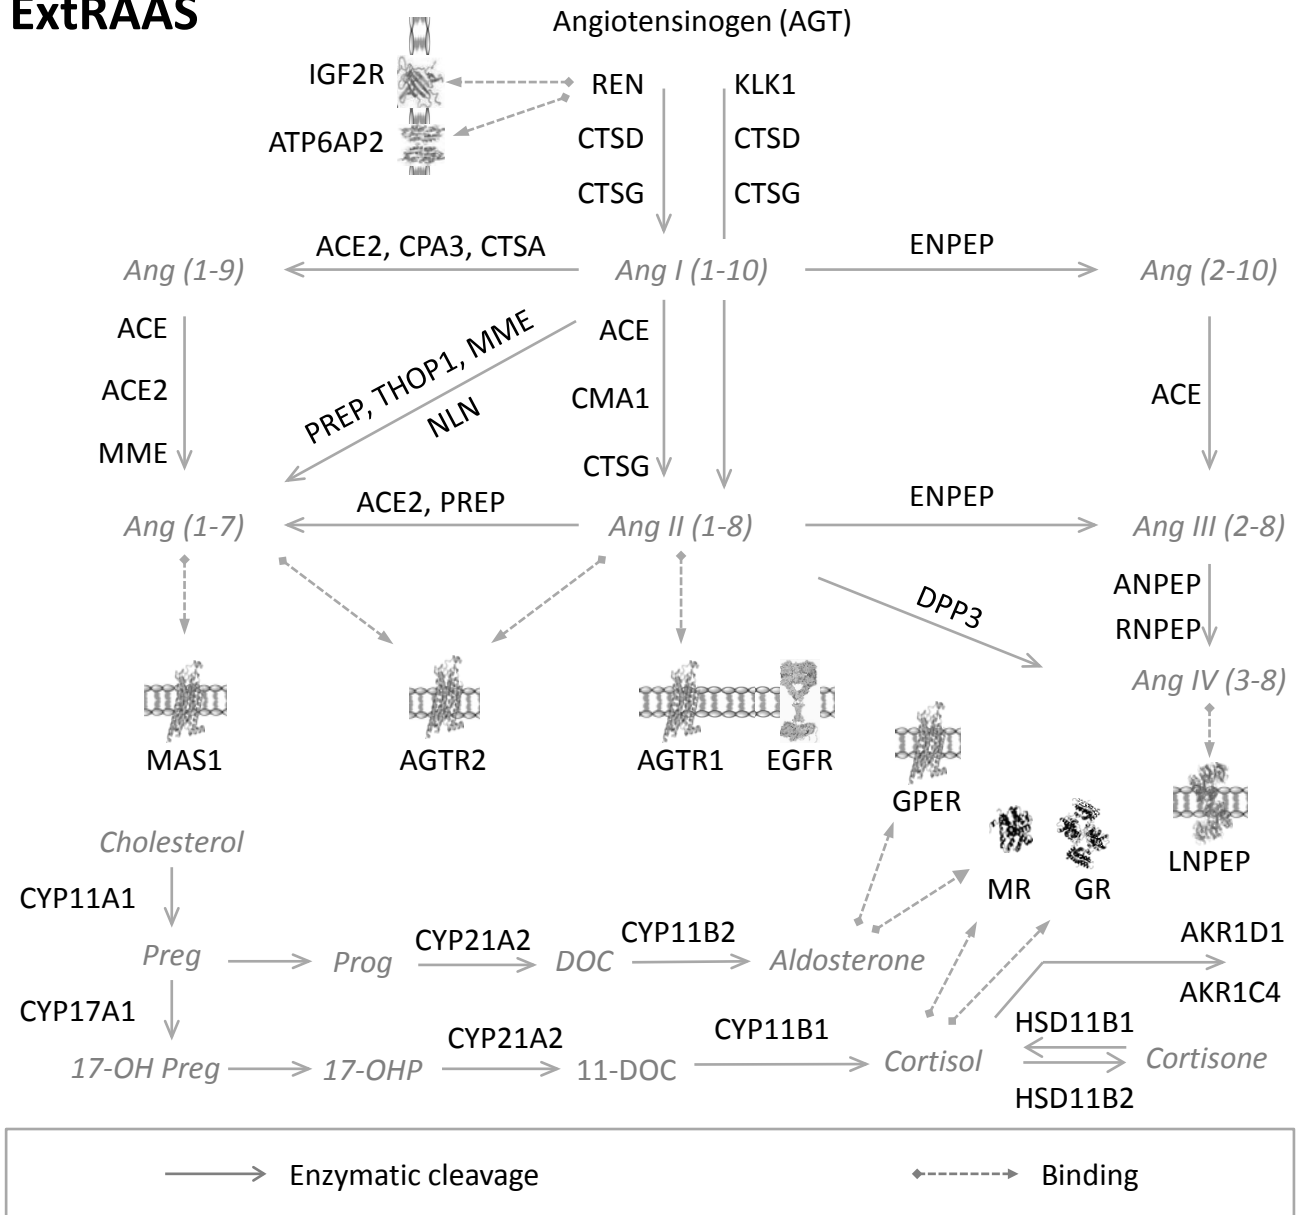 ExtRAAS
Angiotensinogen (AGT)
IGF2R
REN
KLK1
ATP6AP2
CTSD
CTSD
CTSG
CTSG
ACE2, CPA3, CTSA
ENPEP
Ang (1-9)
Ang I (1-10)
Ang (2-10)
ACE
ACE2
MME
PREP, THOP1, MME
NLN
ACE
CMA1
CTSG
ACE
ACE2, PREP
ENPEP
Ang (1-7)
Ang II (1-8)
Ang III (2-8)
DPP3
ANPEP
RNPEP
Ang IV (3-8)
MAS1
AGTR2
AGTR1
EGFR
GPER
MR
GR
LNPEP
Cholesterol
CYP11A1
Preg
Prog
CYP21A2
DOC
CYP11B2
Aldosterone
AKR1D1
AKR1C4
CYP17A1
17-OH Preg
17-OHP
CYP21A2
11-DOC
CYP11B1
Cortisol
HSD11B1
Cortisone
HSD11B2
Enzymatic cleavage
Binding